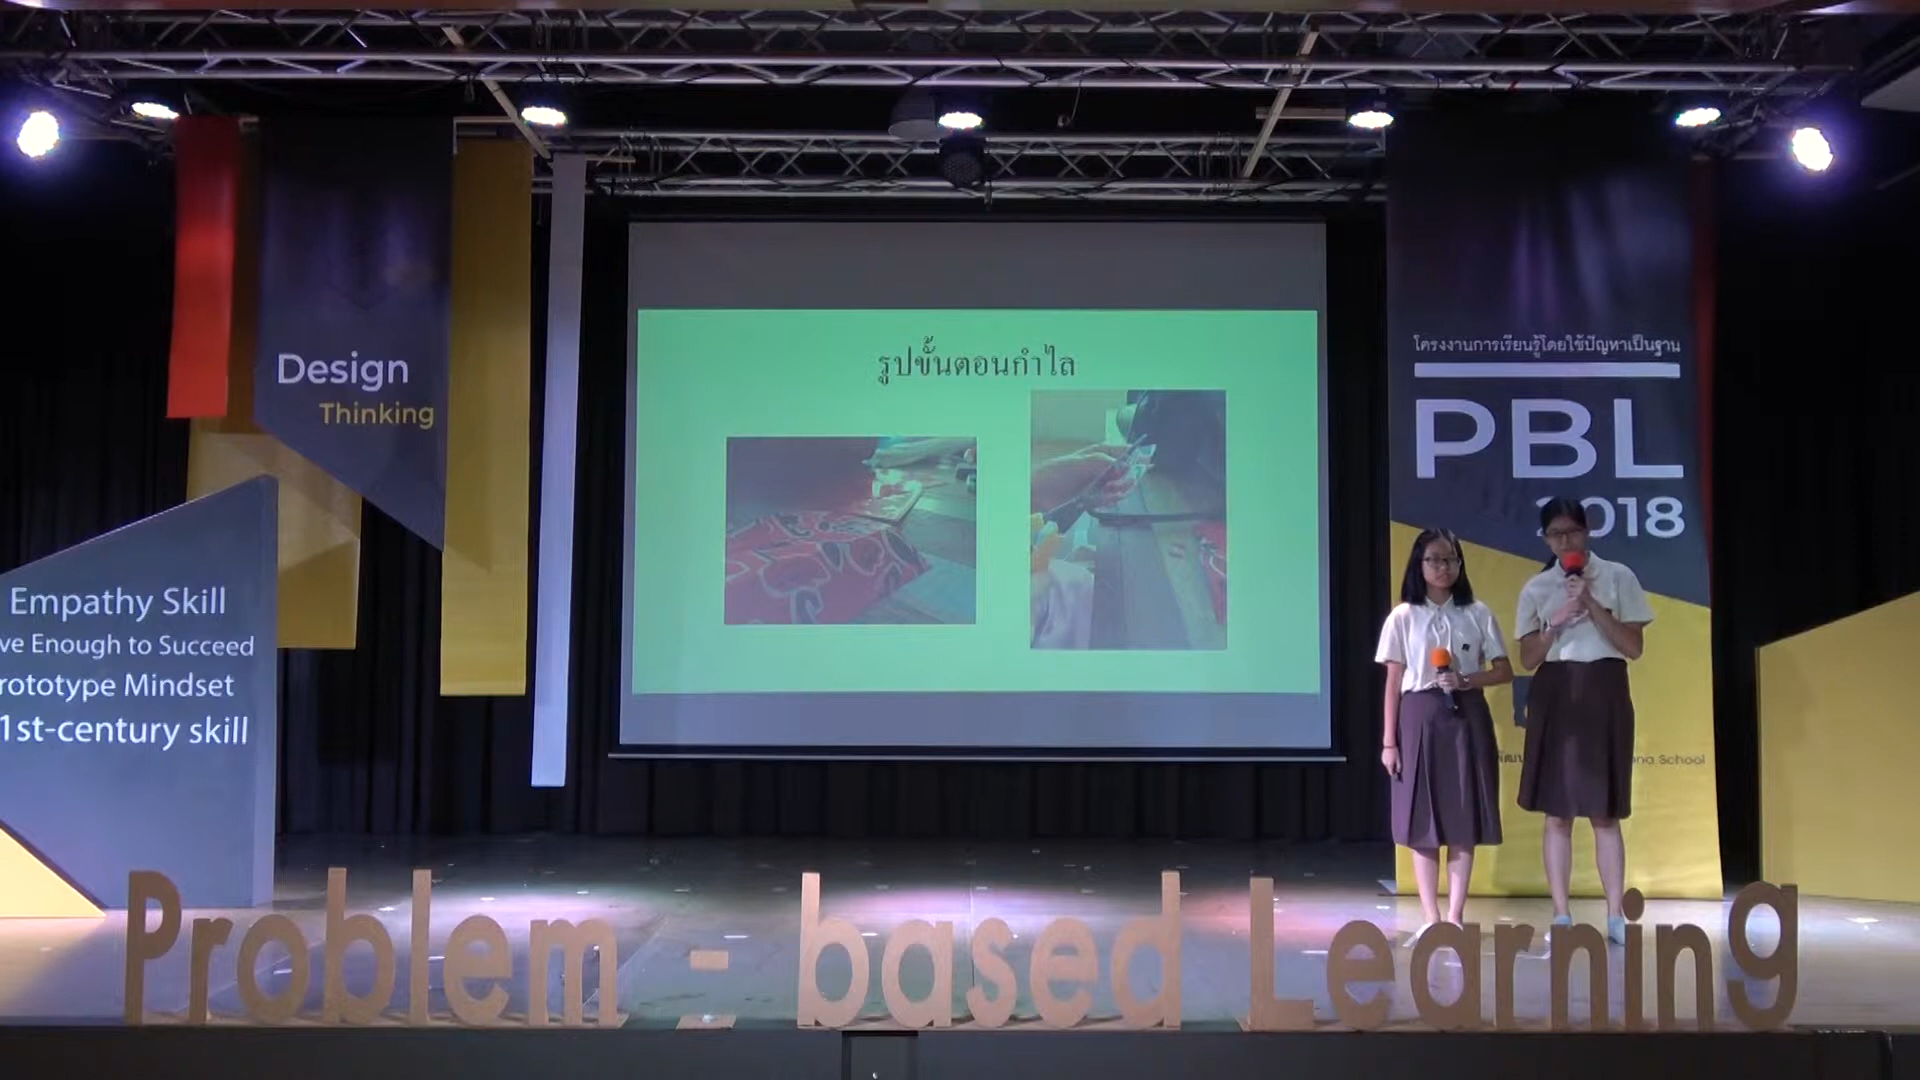 Design
Thinking
Empathy Skill
ve Enough to Succeed
rototype Mindset
1st-century skill
รูปขั้นตอนกำไล
โครงงานการเรียนรู้โดยใช้ปัญหาเป็นฐาน
PBL
2018
School
Problem - based Learning